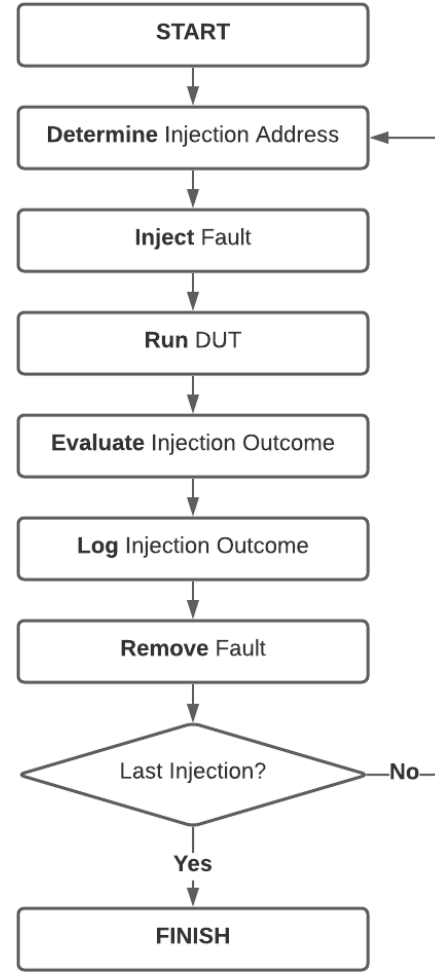 START
Determine Injection Address
Inject Fault
Run DUT
Evaluate Injection Outcome
Log Injection Outcome
Remove Fault
Last Injection?
No
Yes
FINISH